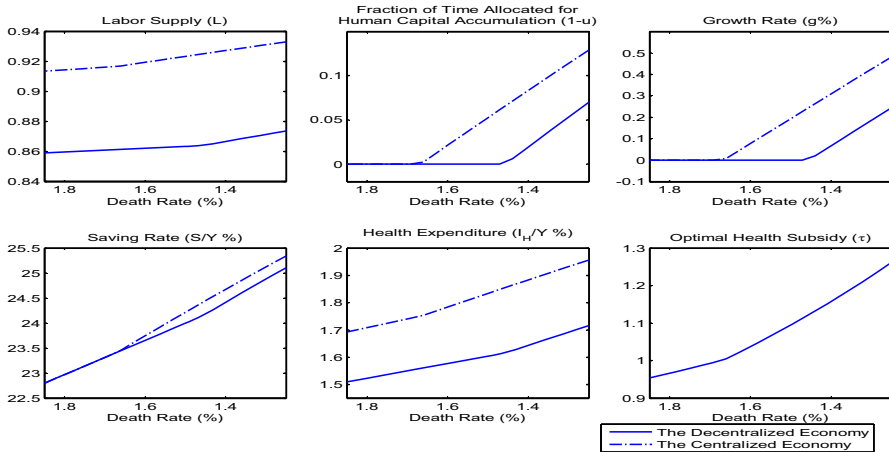 Labor Supply (L)
0.94
0.92
0.9
0.88
0.86
0.84
1.8 1.6 1.4
Death Rate (%)
Fraction of Time Allocated for
Human Capital Accumulation (1-u)
0.1
0.05
0
1.8 1.6 1.4
Death Rate (%)
Growth Rate (g%)
0.5
0.4
0.3
0.2
0.1
0
-0.1
1.8 1.6 1.4
Death Rate (%)
Saving Rate (S/Y %)
25.5
25
24.5
24
23.5
23
22.5
1.8 1.6 1.4
Death Rate (%)
Health Expenditure (I_H/Y %)
2
1.9
1.8
1.7
1.6
1.5
1.8 1.6 1.4
Death Rate (%)
Optimal Health Subsidy (τ)
1.3
1.2
1.1
1
0.9
1.8 1.6 1.4
Death Rate (%)
The Decentralized Economy
The Centralized Economy